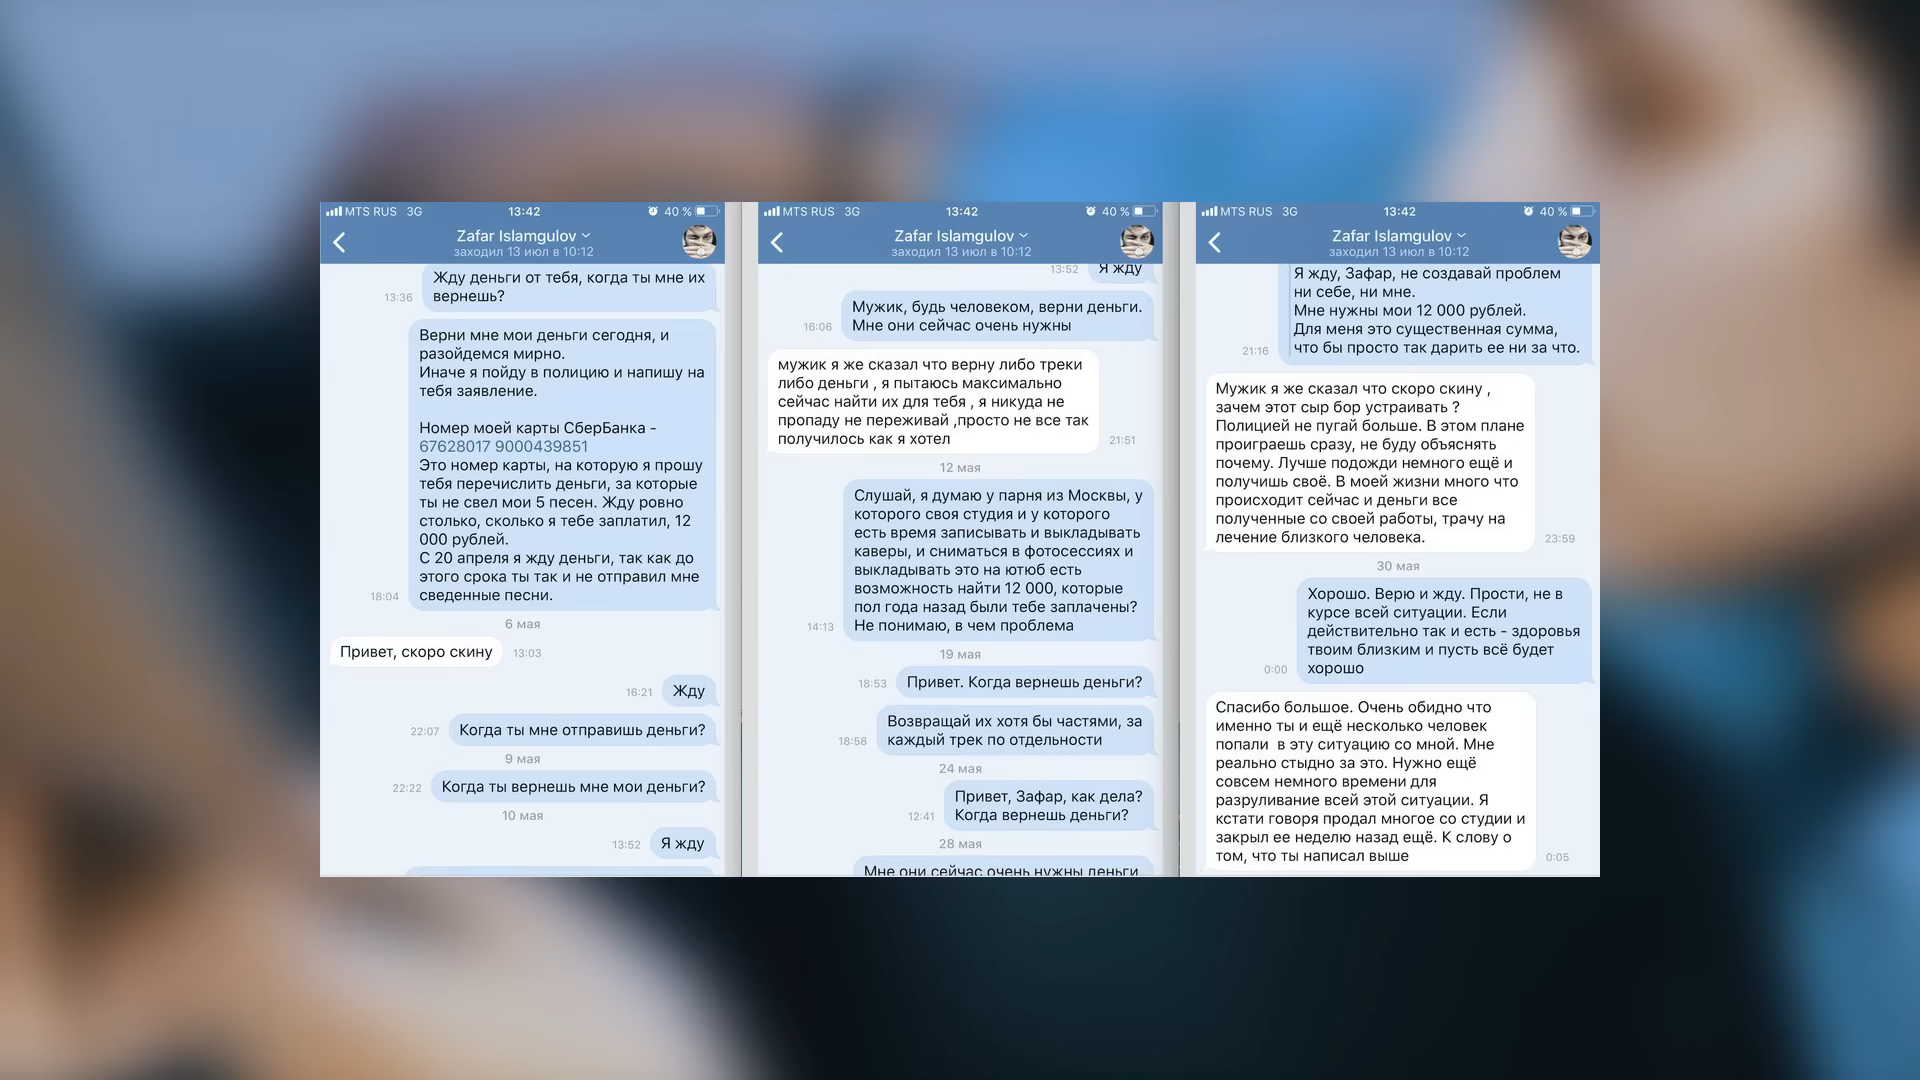 MTS RUS 3G 13:42 40 %
Zafar Islamgulov
заходил 13 июл в 10:12
Жду деньги от тебя, когда ты мне их
вернешь?
13:36
Верни мне мои деньги сегодня, и
разойдемся мирно.
Иначе я пойду в полицию и напишу на
тебя заявление.
Номер моей карты СберБанка -
67628017 9000439851
Это номер карты, на которую я прошу
тебя перечислить деньги, за которые
ты не свел мои 5 песен. Жду ровно
столько, сколько я тебе заплатил, 12
000 рублей.
С 20 апреля я жду деньги, так как до
этого срока ты так и не отправил мне
сведенные песни.
18:04
6 мая
Привет, скоро скину 13:03
16:21 Жду
22:07 Когда ты мне отправишь деньги?
9 мая
22:22 Когда ты вернешь мне мои деньги?
10 мая
13:52 Я жду
MTS RUS 3G 13:42 40 %
Zafar Islamgulov
заходил 13 июл в 10:12
13:52 Я жду
Мужик, будь человеком, верни деньги.
Мне они сейчас очень нужны
16:06
мужик я же сказал что верну либо треки
либо деньги , я пытаюсь максимально
сейчас найти их для тебя , я никуда не
пропаду не переживай ,просто не все так
получилось как я хотел
21:51
12 мая
Слушай, я думаю у парня из Москвы, у
которого своя студия и у которого
есть время записывать и выкладывать
каверы, и сниматься в фотосессиях и
выкладывать это на ютюб есть
возможность найти 12 000, которые
пол года назад были тебе заплачены?
Не понимаю, в чем проблема
14:13
19 мая
18:53 Привет. Когда вернешь деньги?
Возвращай их хотя бы частями, за
каждый трек по отдельности
18:58
24 мая
Привет, Зафар, как дела?
Когда вернешь деньги?
12:41
28 мая
Мне они сейчас очень нужны деньги
MTS RUS 3G 13:42 40 %
Zafar Islamgulov
заходил 13 июл в 10:12
Я жду, Зафар, не создавай проблем
ни себе, ни мне.
Мне нужны мои 12 000 рублей.
Для меня это существенная сумма,
что бы просто так дарить ее ни за что.
21:16
Мужик я же сказал что скоро скину ,
зачем этот сыр бор устраивать ?
Полицией не пугай больше. В этом плане
проиграешь сразу, не буду объяснять
почему. Лучше подожди немного ещё и
получишь своё. В моей жизни много что
происходит сейчас и деньги все
полученные со своей работы, трачу на
лечение близкого человека.
23:59
30 мая
Хорошо. Верю и жду. Прости, не в
курсе всей ситуации. Если
действительно так и есть - здоровья
твоим близким и пусть всё будет
хорошо
0:00
Спасибо большое. Очень обидно что
именно ты и ещё несколько человек
попали в эту ситуацию со мной. Мне
реально стыдно за это. Нужно ещё
совсем немного времени для
разруливание всей этой ситуации. Я
кстати говоря продал многое со студии и
закрыл ее неделю назад ещё. К слову о
том, что ты написал выше
0:05